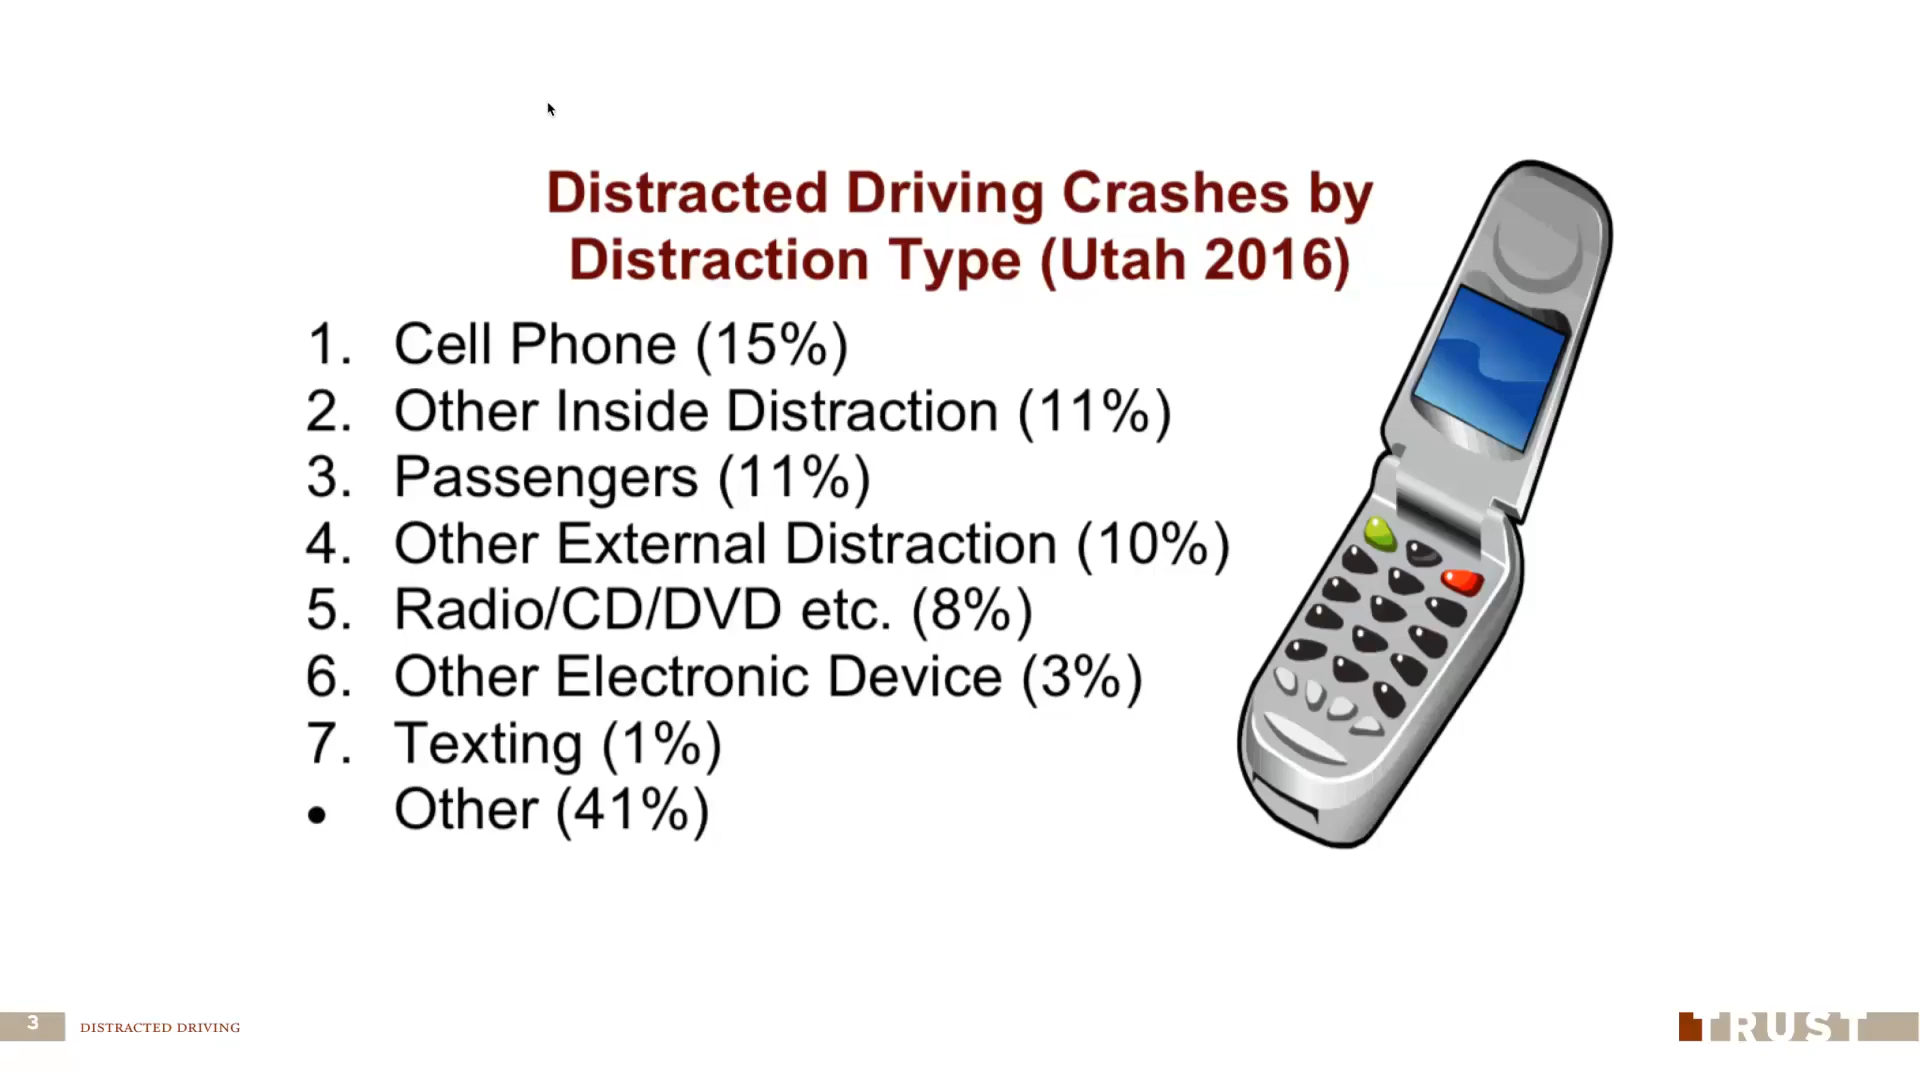 Distracted Driving Crashes by
Distraction Type (Utah 2016)
1. Cell Phone (15%)
2. Other Inside Distraction (11%)
3. Passengers (11%)
4. Other External Distraction (10%)
5. Radio/CD/DVD etc. (8%)
6. Other Electronic Device (3%)
7. Texting (1%)
• Other (41%)
3 DISTRACTED DRIVING
TRUST